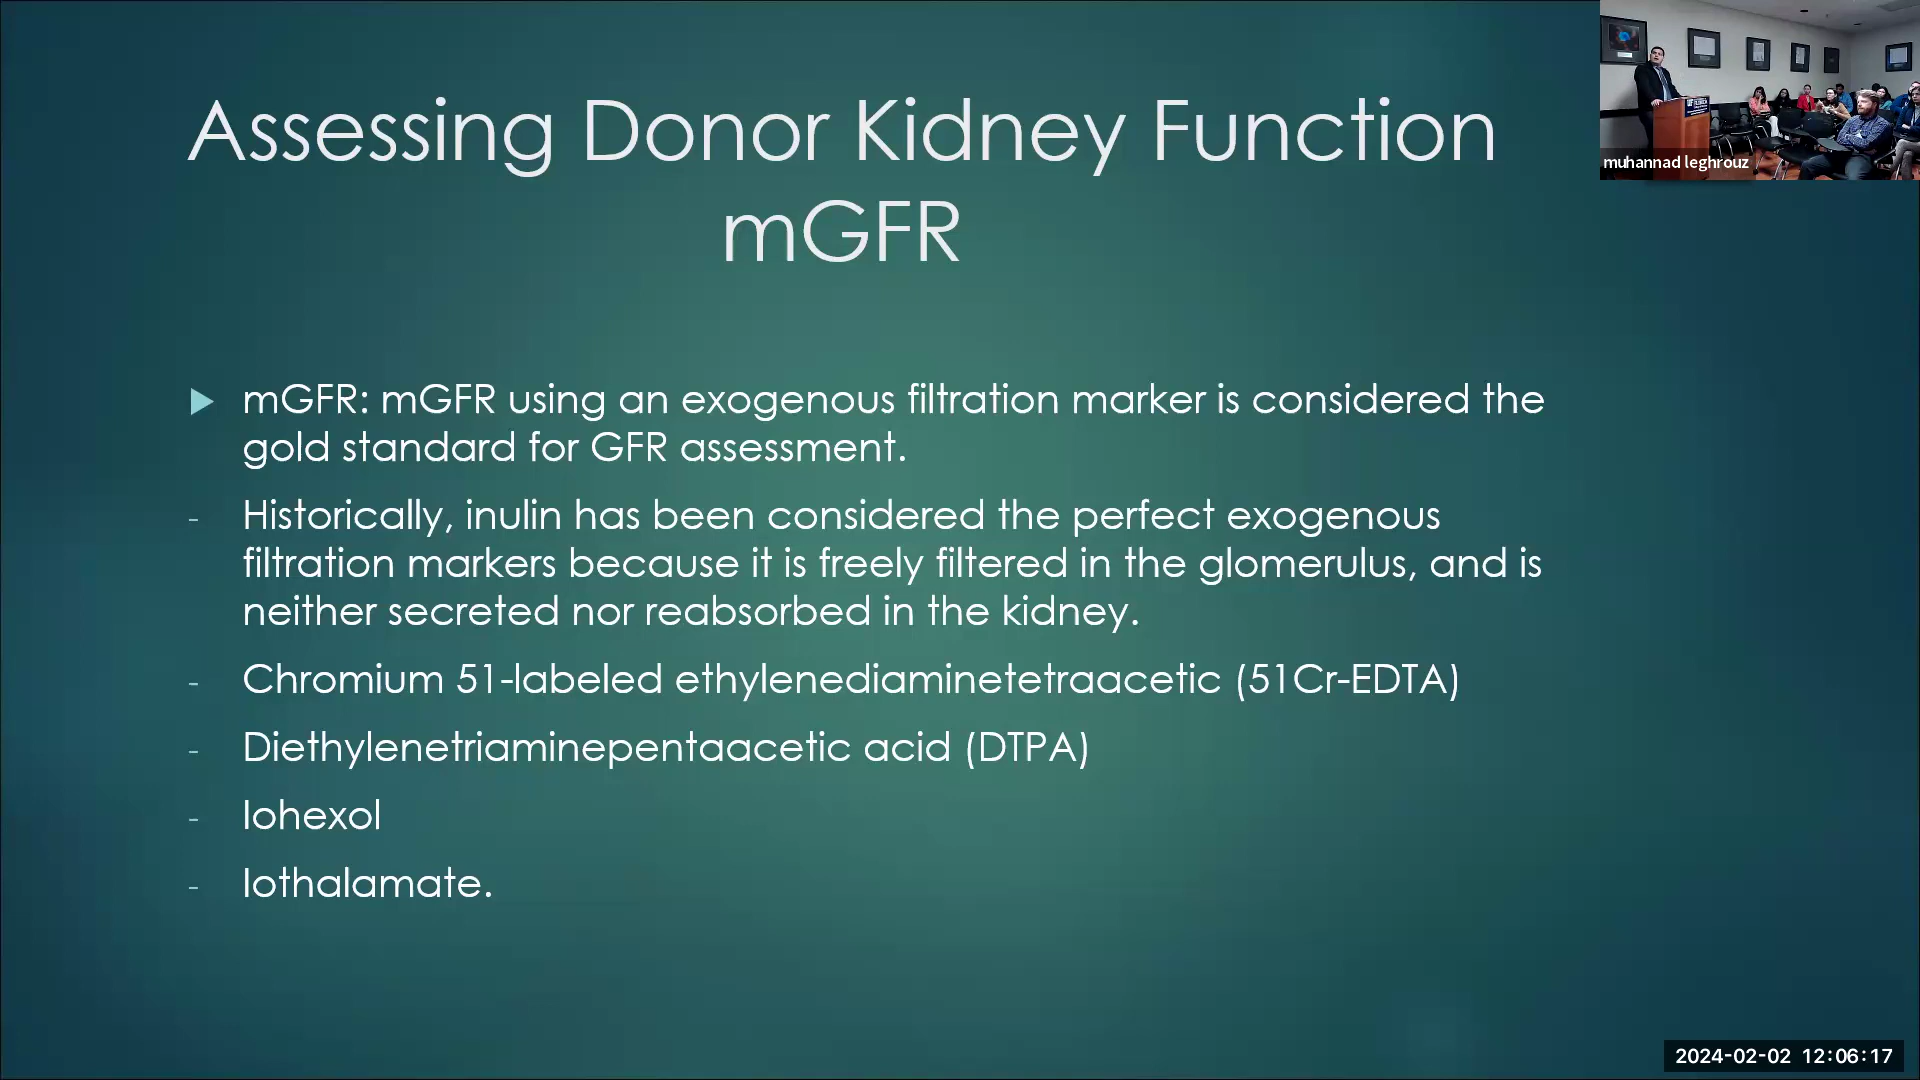 Assessing Donor Kidney Function
mGFR
mGFR: mGFR using an exogenous filtration marker is considered the
gold standard for GFR assessment.
- Historically, inulin has been considered the perfect exogenous
filtration markers because it is freely filtered in the glomerulus, and is
neither secreted nor reabsorbed in the kidney.
- Chromium 51-labeled ethylenediaminetetraacetic (51Cr-EDTA)
- Diethylenetriaminepentaacetic acid (DTPA)
- Iohexol
- Iothalamate.
muhannad leghrouz
2024-02-02 12:06:17